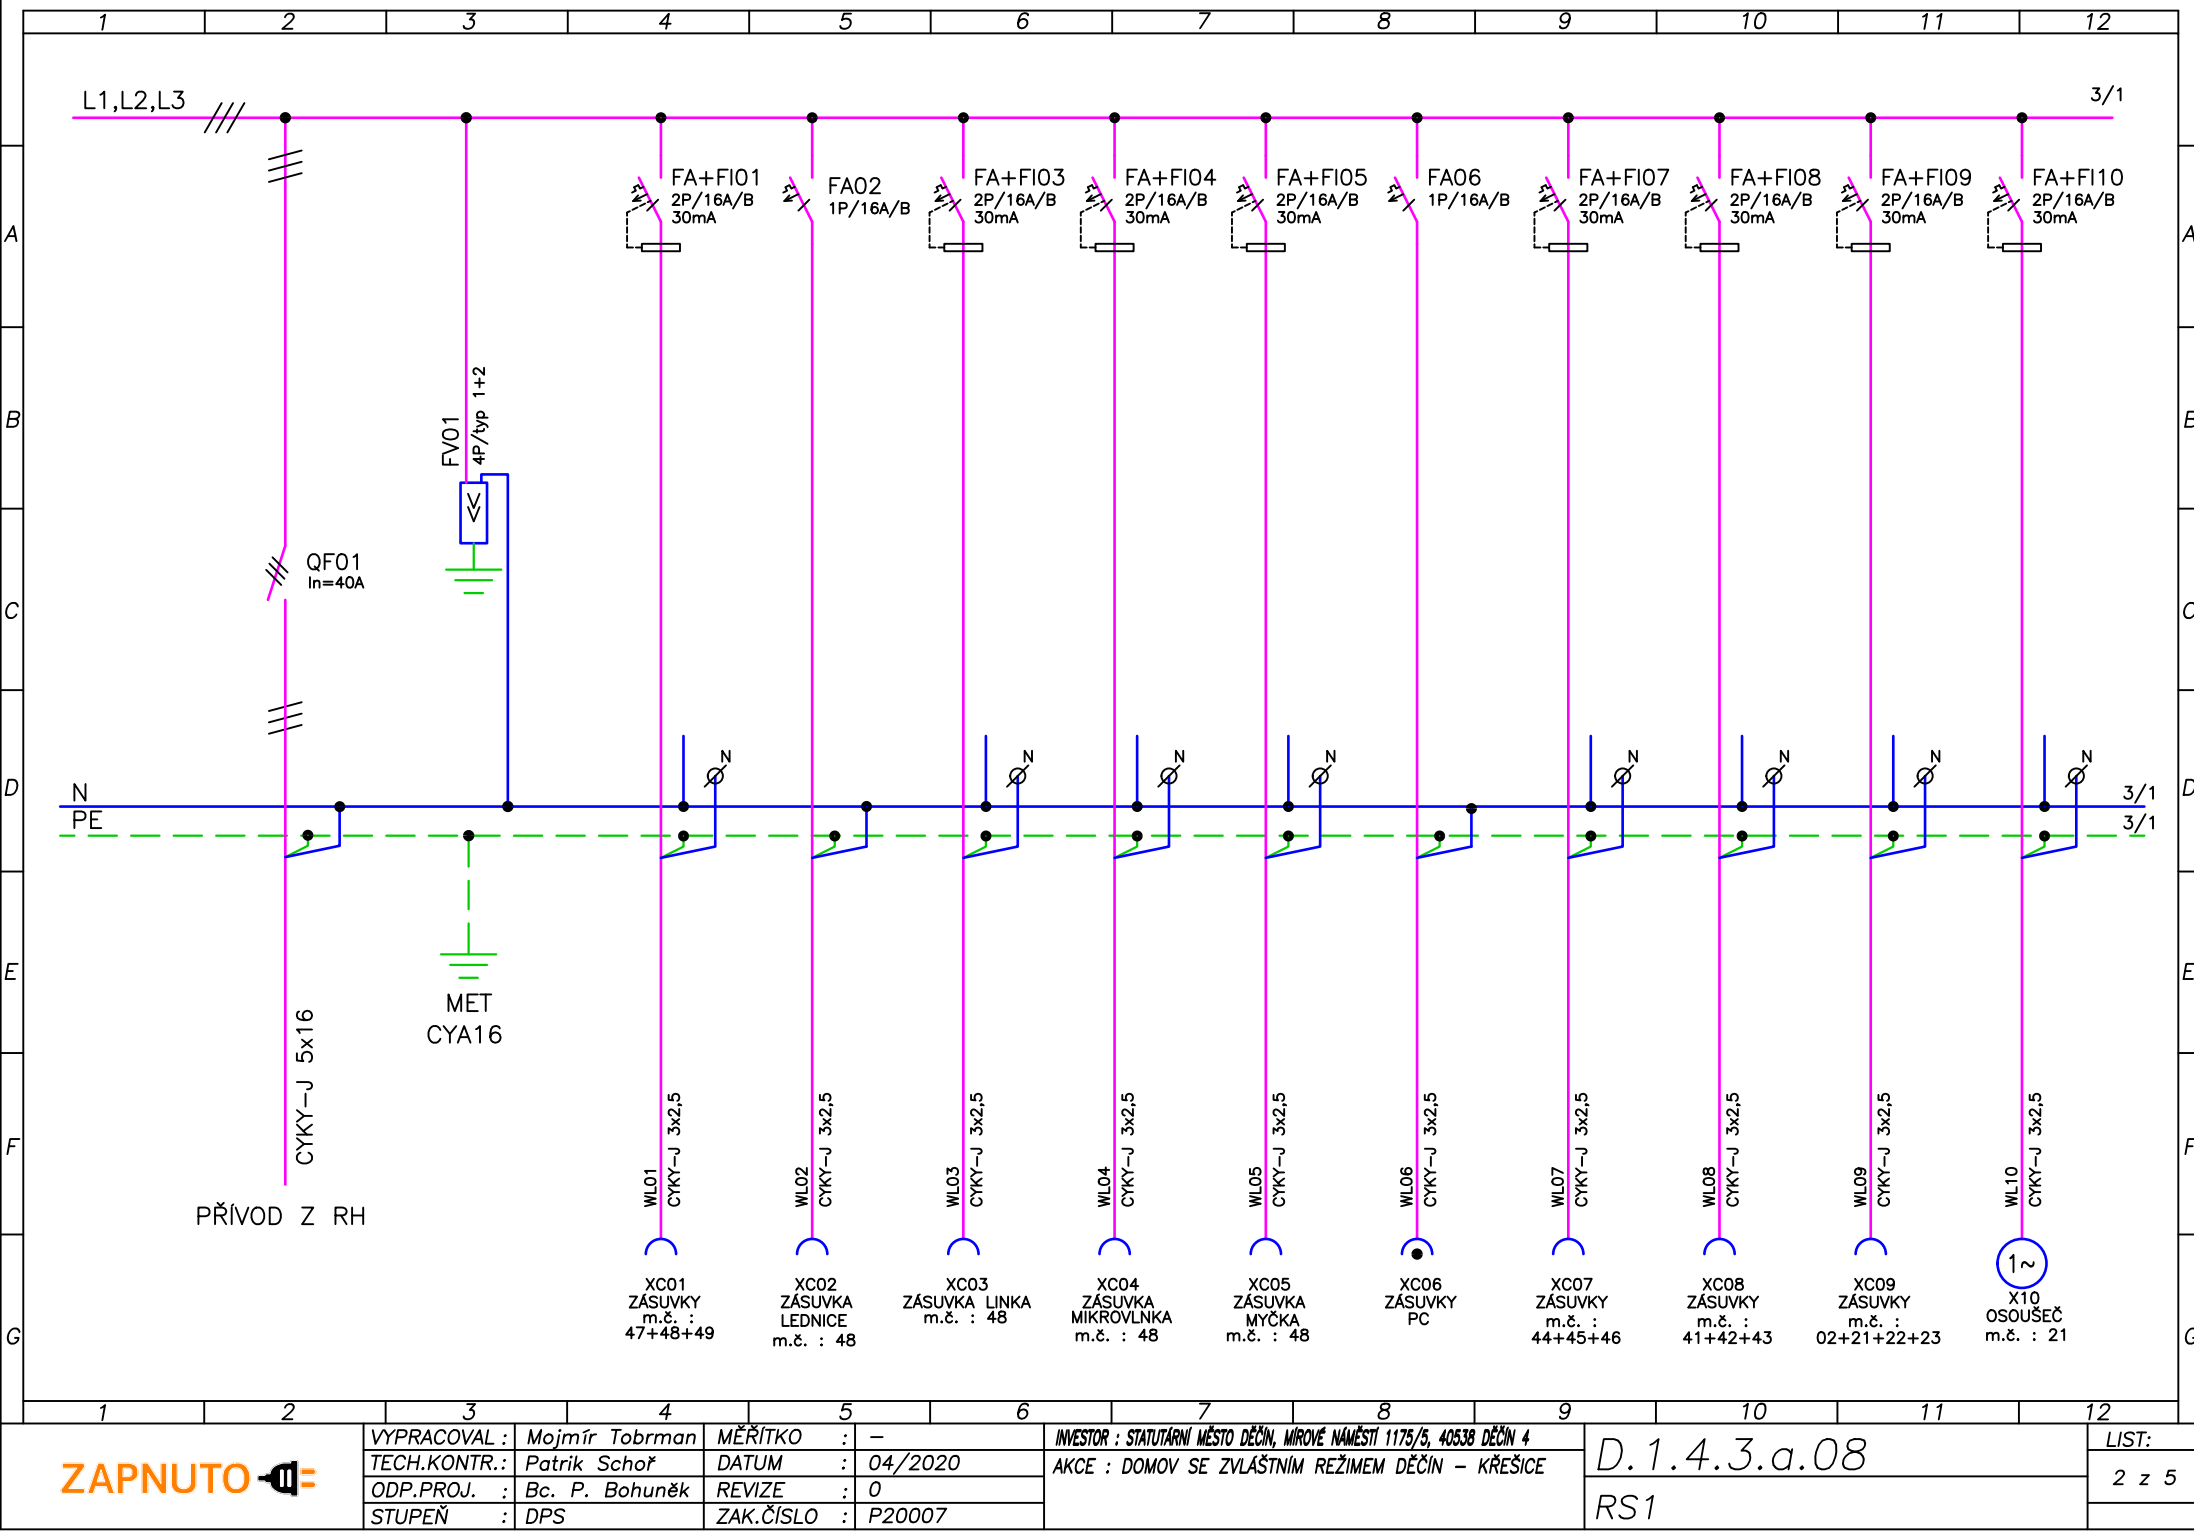 1 2 3 4 5 6 7 8 9 10 11 12
L1,L2,L3
3/1
FA+FI01
2P/16A/B
30mA
FA02
1P/16A/B
FA+FI03
2P/16A/B
30mA
FA+FI04
2P/16A/B
30mA
FA+FI05
2P/16A/B
30mA
FA06
1P/16A/B
FA+FI07
2P/16A/B
30mA
FA+FI08
2P/16A/B
30mA
FA+FI09
2P/16A/B
30mA
FA+FI10
2P/16A/B
30mA
A A
B B
FV01
4P/typ 1+2
QF01
In=40A
C C
N N N N N N N N
D D
N
3/1
PE
3/1
E E
MET
CYA16
CYKY-J 5x16
PŘÍVOD Z RH
F F
WL01
CYKY-J 3x2,5
WL02
CYKY-J 3x2,5
WL03
CYKY-J 3x2,5
WL04
CYKY-J 3x2,5
WL05
CYKY-J 3x2,5
WL06
CYKY-J 3x2,5
WL07
CYKY-J 3x2,5
WL08
CYKY-J 3x2,5
WL09
CYKY-J 3x2,5
WL10
CYKY-J 3x2,5
1~
G G
XC01
ZÁSUVKY
m.č. :
47+48+49
XC02
ZÁSUVKA
LEDNICE
m.č. : 48
XC03
ZÁSUVKA LINKA
m.č. : 48
XC04
ZÁSUVKA
MIKROVLNKA
m.č. : 48
XC05
ZÁSUVKA
MYČKA
m.č. : 48
XC06
ZÁSUVKY
PC
XC07
ZÁSUVKY
m.č. :
44+45+46
XC08
ZÁSUVKY
m.č. :
41+42+43
XC09
ZÁSUVKY
m.č. :
02+21+22+23
X10
OSOUŠEČ
m.č. : 21
1 2 3 4 5 6 7 8 9 10 11 12
ZAPNUTO
VYPRACOVAL : Mojmír Tobrman
TECH.KONTR.: Patrik Schoř
ODP.PROJ. : Bc. P. Bohuněk
STUPEŇ : DPS
MĚŘÍTKO : –
DATUM : 04/2020
REVIZE : 0
ZAK.ČÍSLO : P20007
INVESTOR : STATUTÁRNÍ MĚSTO DĚČÍN, MÍROVÉ NÁMĚSTÍ 1175/5, 40538 DĚČÍN 4
AKCE : DOMOV SE ZVLÁŠTNÍM REŽIMEM DĚČÍN – KŘEŠICE
D.1.4.3.a.08
RS1
LIST:
2 z 5